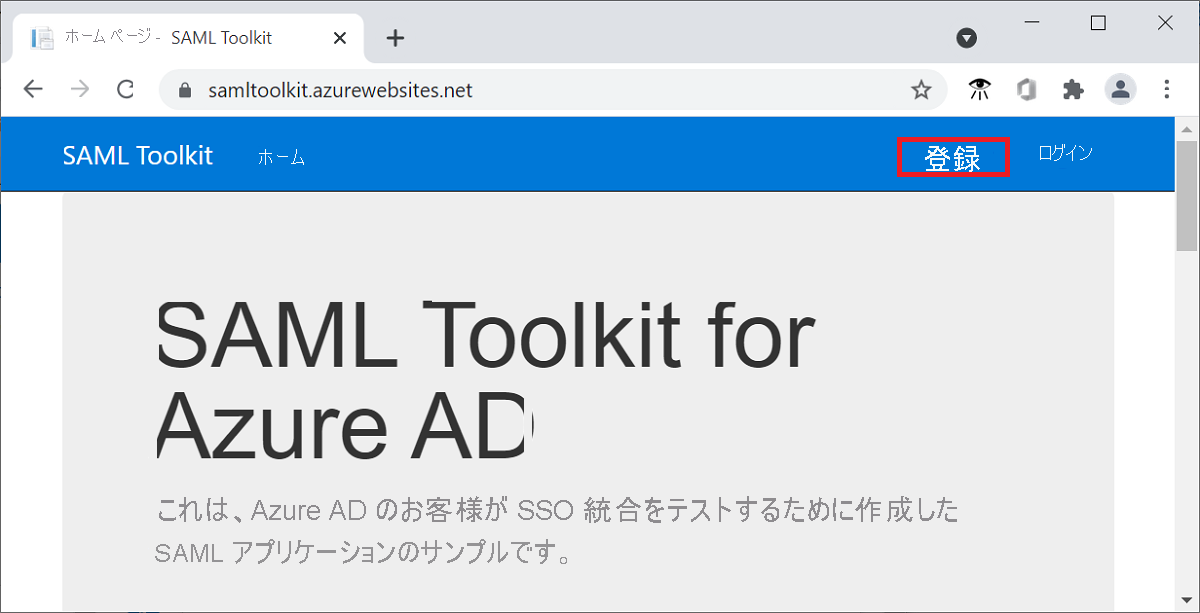 ホーム ページ - SAML Toolkit
samltoolkit.azurewebsites.net
SAML Toolkit ホーム 登録 ログイン
SAML Toolkit for
Azure AD
これは、Azure AD のお客様が SSO 統合をテストするために作成した
SAML アプリケーションのサンプルです。